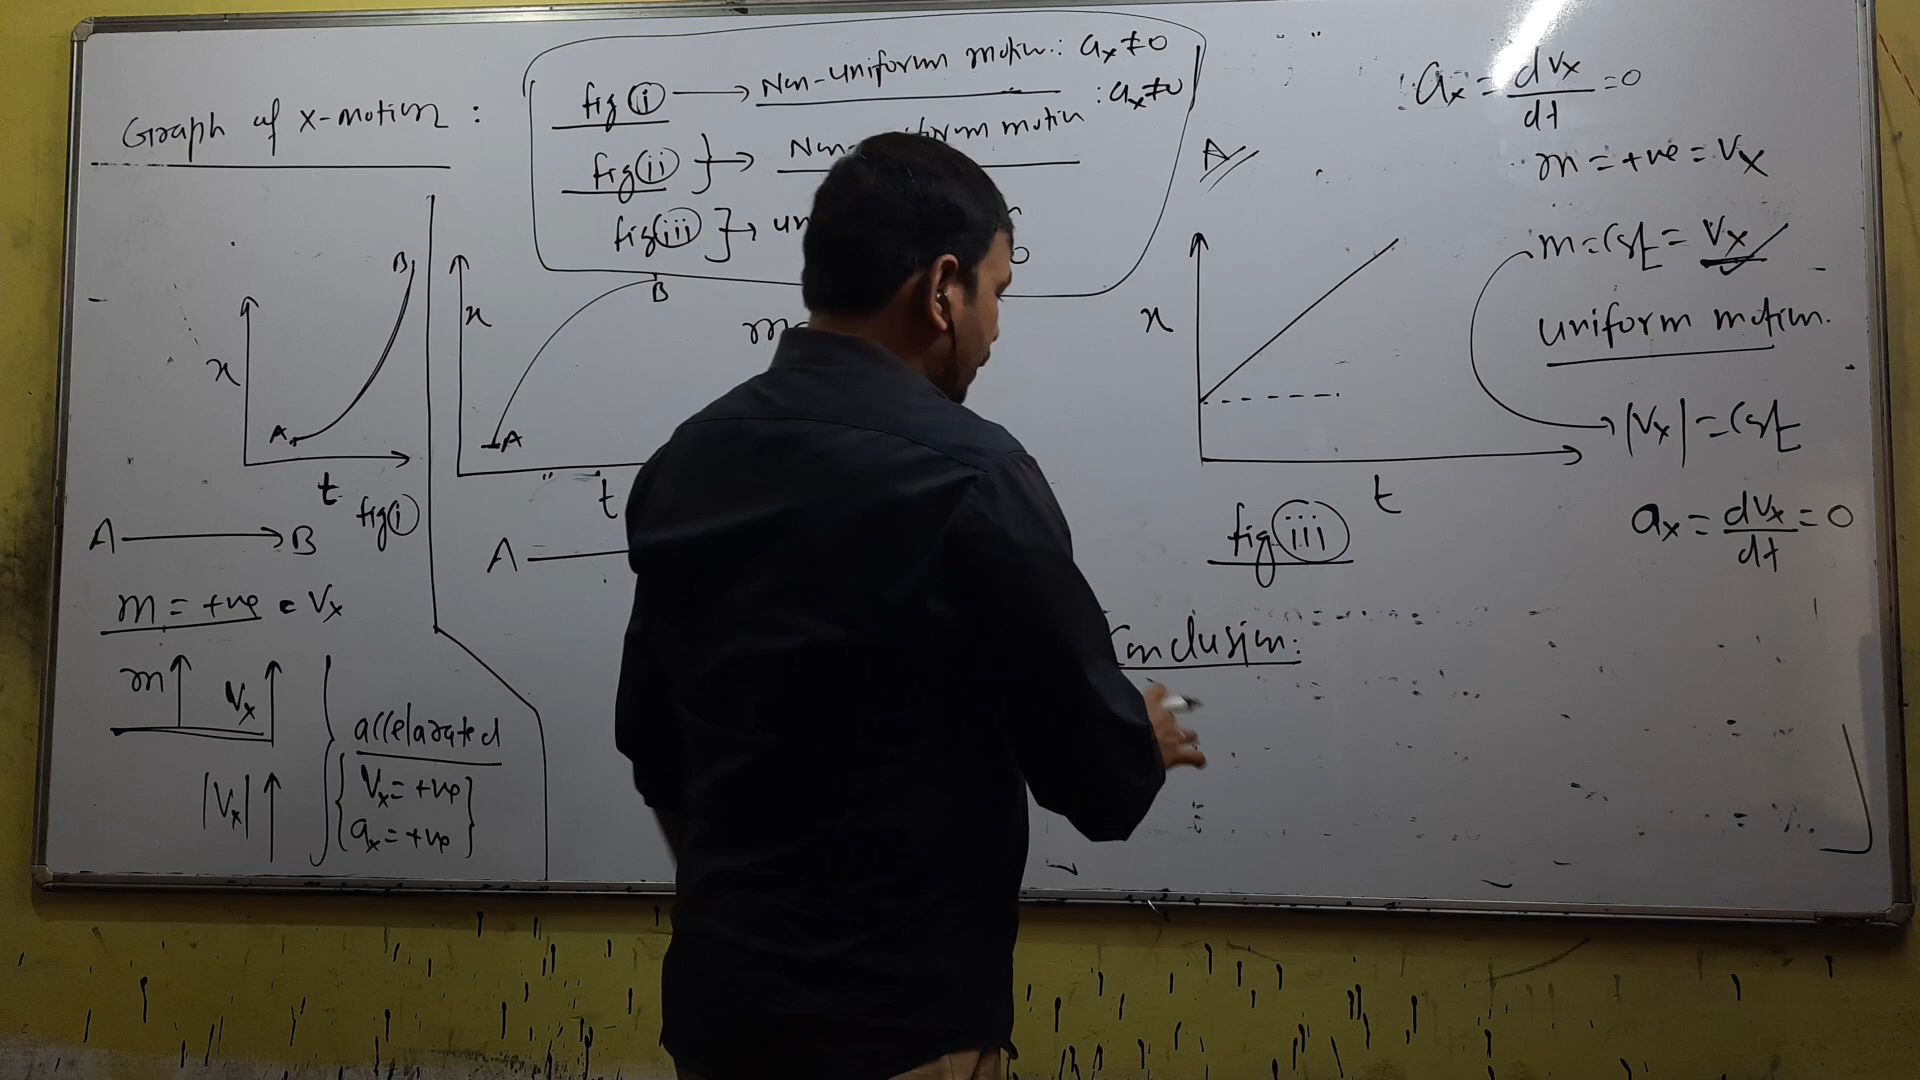 Graph of x-motion :
fig (i) → Non-uniform motion : ax ≠ 0
fig (ii) } → Non- form motion : ax ≠ 0
fig (iii) } → un
x
A
B
t
fig (i)
A → B
m = +ve = Vx
m ↑ Vx ↑
|Vx| ↑
accelarated
Vx = +ve
ax = +ve
x
A
B
t
A
m
A
ax = dVx/dt = 0
m = +ve = Vx
m = Cst = Vx
uniform motion.
|Vx| = Cst
ax = dVx/dt = 0
x
t
fig (iii)
Conclusion: